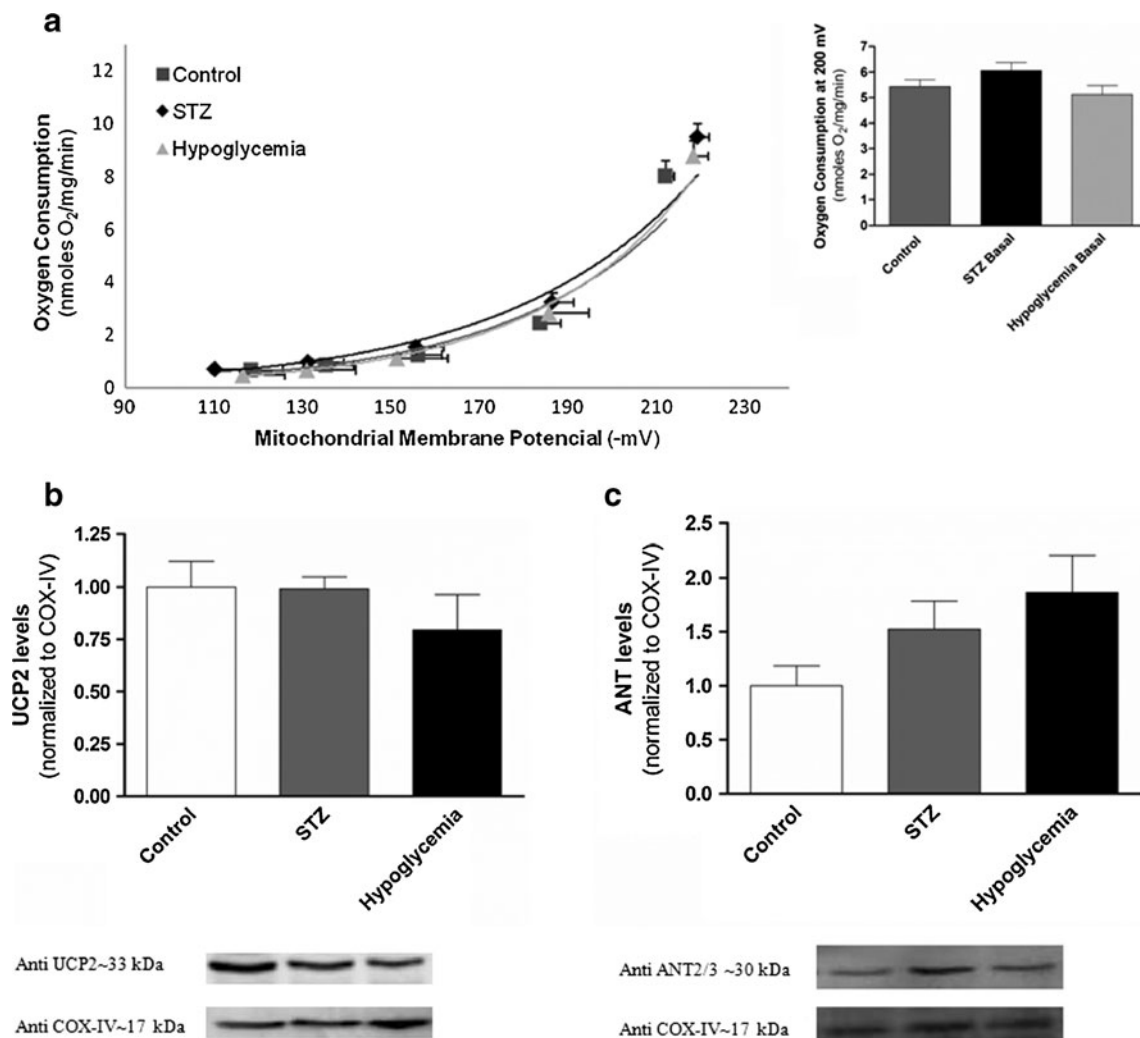 a
12
10
8
6
4
2
0
Oxygen Consumption
(nmoles O₂/mg/min)
Control
STZ
Hypoglycemia
90 110 130 150 170 190 210 230
Mitochondrial Membrane Potencial (-mV)
Oxygen Consumption at 200 mV
(nmoles O₂/mg/min)
7
6
5
4
3
2
1
0
Control
STZ Basal
Hypoglycemia Basal
b
UCP2 levels
(normalized to COX-IV)
1.25
1.00
0.75
0.50
0.25
0.00
Control
STZ
Hypoglycemia
Anti UCP2~33 kDa
Anti COX-IV~17 kDa
c
ANT levels
(normalized to COX-IV)
2.5
2.0
1.5
1.0
0.5
0.0
Control
STZ
Hypoglycemia
Anti ANT2/3 ~30 kDa
Anti COX-IV~17 kDa